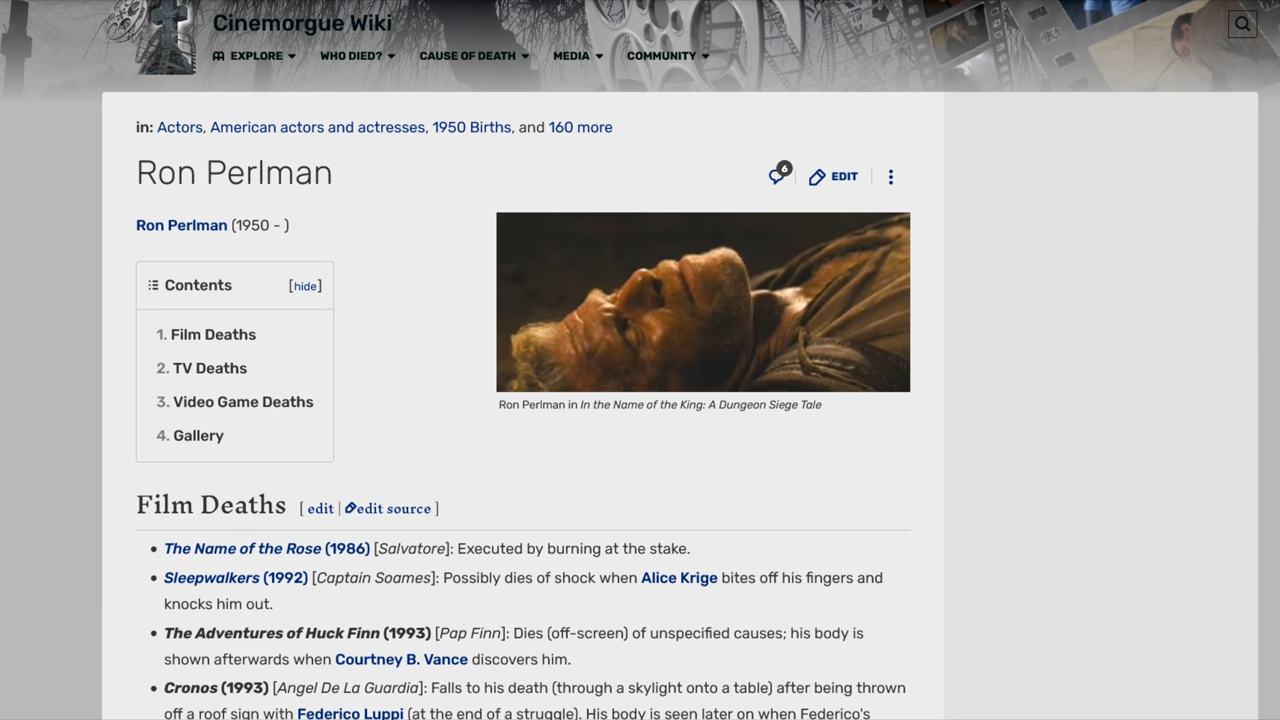 Cinemorgue Wiki
EXPLORE WHO DIED? CAUSE OF DEATH MEDIA COMMUNITY
in: Actors, American actors and actresses, 1950 Births, and 160 more
Ron Perlman
6 EDIT
Ron Perlman (1950 - )
Contents [hide]
1. Film Deaths
2. TV Deaths
3. Video Game Deaths
4. Gallery
Ron Perlman in In the Name of the King: A Dungeon Siege Tale
Film Deaths [ edit | edit source ]
• The Name of the Rose (1986) [Salvatore]: Executed by burning at the stake.
• Sleepwalkers (1992) [Captain Soames]: Possibly dies of shock when Alice Krige bites off his fingers and
knocks him out.
• The Adventures of Huck Finn (1993) [Pap Finn]: Dies (off-screen) of unspecified causes; his body is
shown afterwards when Courtney B. Vance discovers him.
• Cronos (1993) [Angel De La Guardia]: Falls to his death (through a skylight onto a table) after being thrown
off a roof sign with Federico Luppi (at the end of a struggle). His body is seen later on when Federico's